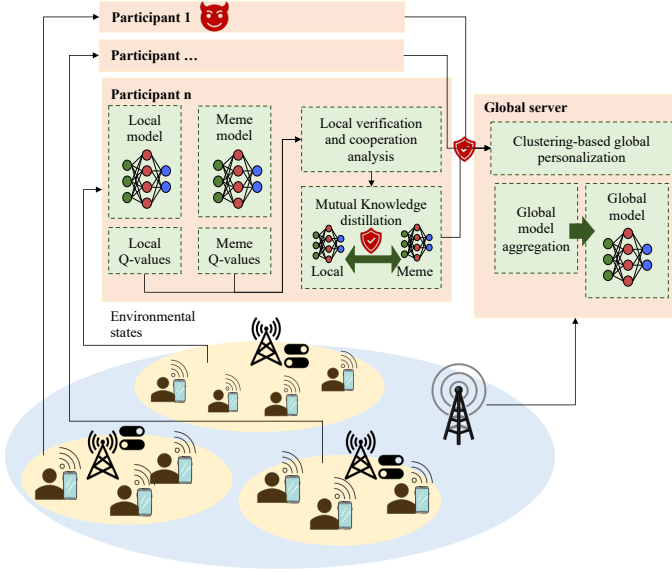 Participant 1
Participant …
Participant n
Local
model
Meme
model
Local
Q-values
Meme
Q-values
Local verification
and cooperation
analysis
Mutual Knowledge
distillation
Local
Meme
Global server
Clustering-based global
personalization
Global
model
aggregation
Global
model
Environmental
states